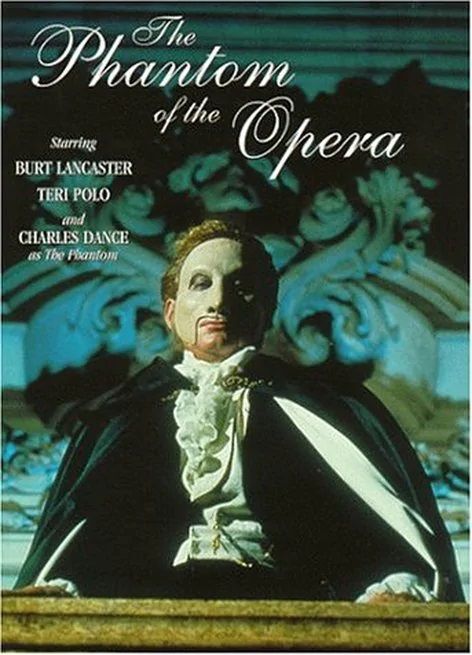 The
Phantom
of the
Opera
Starring
BURT LANCASTER
TERI POLO
and
CHARLES DANCE
as The Phantom